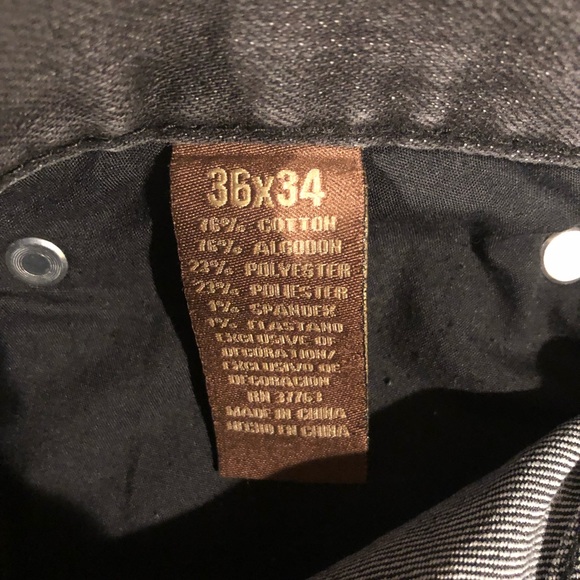 36x34
76% COTTON
76% ALGODON
23% POLYESTER
23% POLIESTER
1% SPANDEX
1% ELASTANO
EXCLUSIVE OF
DECORATION/
EXCLUSIVO DE
DECORACION
RN 37763
MADE IN CHINA
HECHO EN CHINA